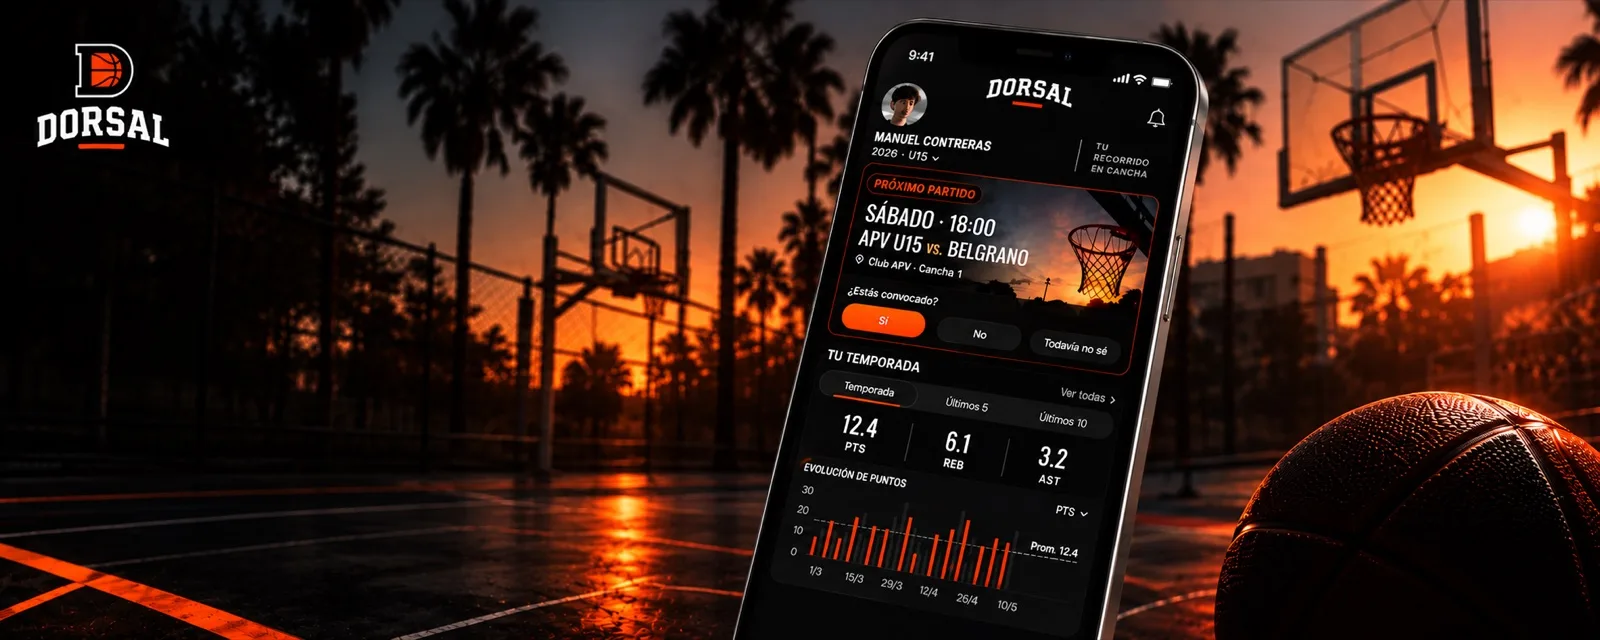 D
DORSAL
9:41
DORSAL
MANUEL CONTRERAS
2026 · U15
TU
RECORRIDO
EN CANCHA
PRÓXIMO PARTIDO
SÁBADO · 18:00
APV U15 vs. BELGRANO
Club APV · Cancha 1
¿Estás convocado?
Sí
No
Todavía no sé
TU TEMPORADA
Ver todas
Temporada
Últimos 5
Últimos 10
12.4
PTS
6.1
REB
3.2
AST
EVOLUCIÓN DE PUNTOS
PTS
30
20
10
0
Prom. 12.4
1/3
15/3
29/3
12/4
26/4
10/5